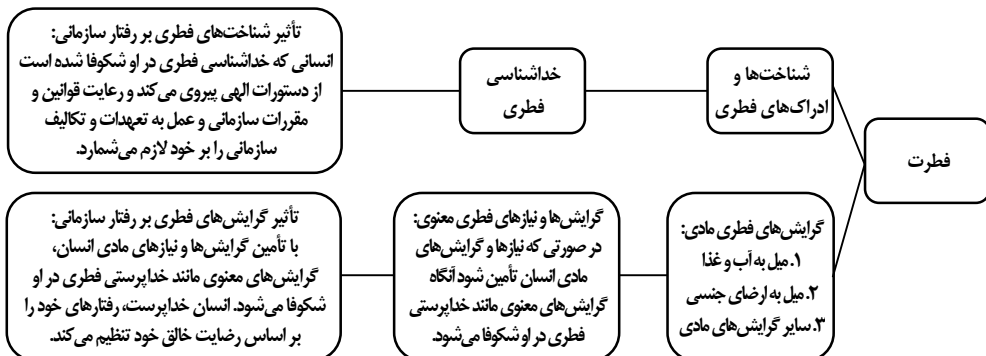 فطرت
شناخت‌ها و
ادراک‌های فطری
خداشناسی
فطری
تأثیر شناخت‌های فطری بر رفتار سازمانی:
انسانی که خداشناسی فطری در او شکوفا شده است
از دستورات الهی پیروی می‌کند و رعایت قوانین و
مقررات سازمانی و عمل به تعهدات و تکالیف
سازمانی را بر خود لازم می‌شمارد.
گرایش‌های فطری مادی:
۱. میل به آب و غذا
۲. میل به ارضای جنسی
۳. سایر گرایش‌های مادی
گرایش‌ها و نیازهای فطری معنوی:
در صورتی که نیازها و گرایش‌های
مادی انسان تأمین شود آنگاه
گرایش‌های معنوی مانند خداپرستی
فطری در او شکوفا می‌شود.
تأثیر گرایش‌های فطری بر رفتار سازمانی:
با تأمین گرایش‌ها و نیازهای مادی انسان،
گرایش‌های معنوی مانند خداپرستی فطری در او
شکوفا می‌شود. انسان خداپرست، رفتارهای خود را
بر اساس رضایت خالق خود تنظیم می‌کند.